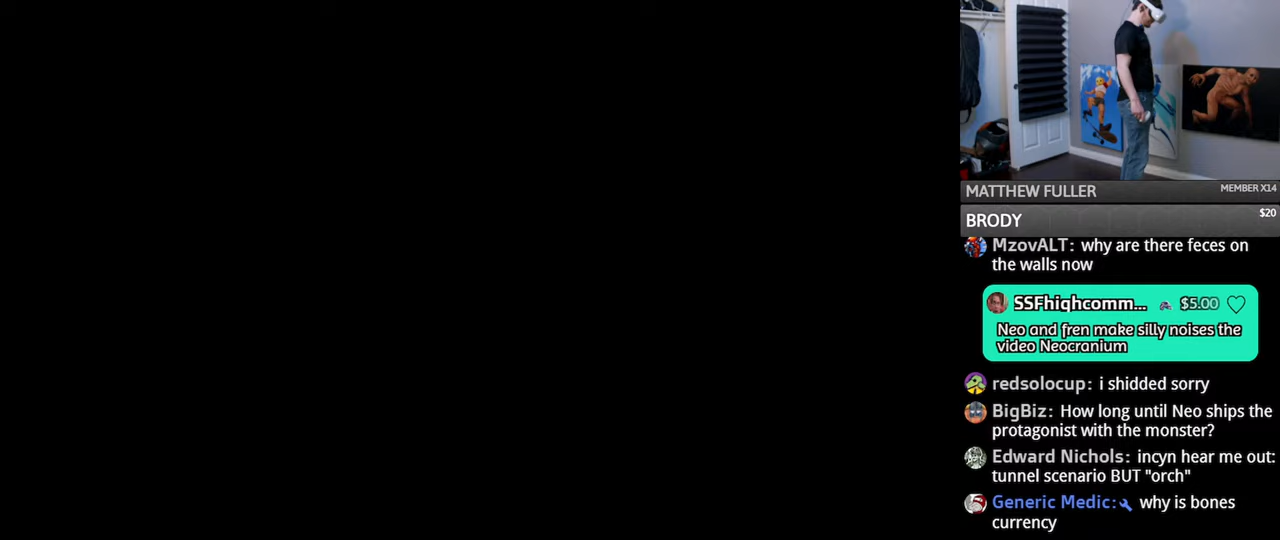 MATTHEW FULLER
MEMBER X14
BRODY
$20
MzovALT: why are there feces on
the walls now
SSFhighcomm... $5.00
Neo and fren make silly noises the
video Neocranium
redsolocup: i shidded sorry
BigBiz: How long until Neo ships the
protagonist with the monster?
Edward Nichols: incyn hear me out:
tunnel scenario BUT "orch"
Generic Medic: why is bones
currency